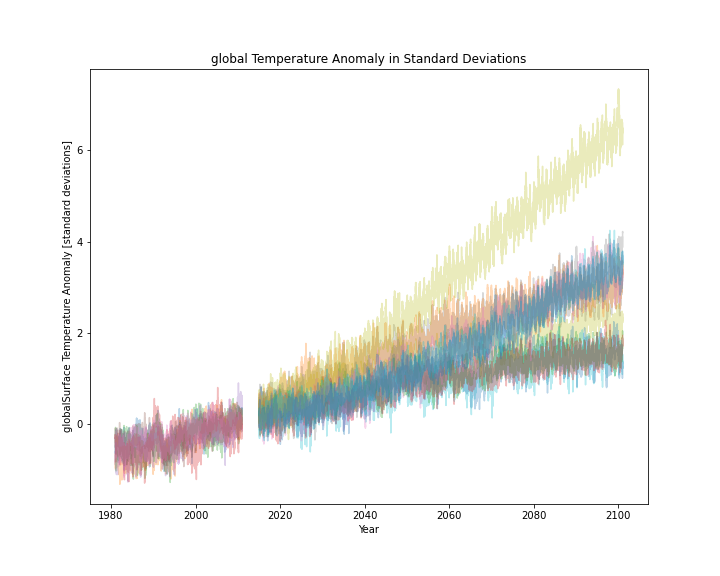 global Temperature Anomaly in Standard Deviations
globalSurface Temperature Anomaly [standard deviations]
6
4
2
0
1980 2000 2020 2040 2060 2080 2100
Year